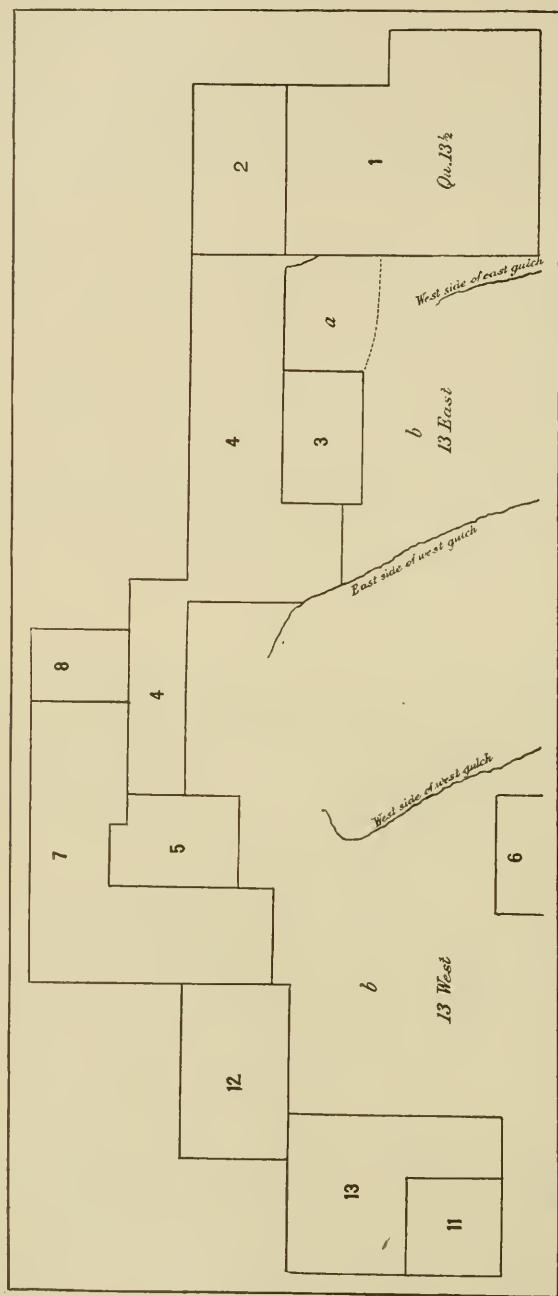 2
1
Qu. 13½
a
West side of east gulch
4
3
b
13 East
East side of west gulch
8
4
West side of west gulch
7
5
6
b
13 West
12
13
11